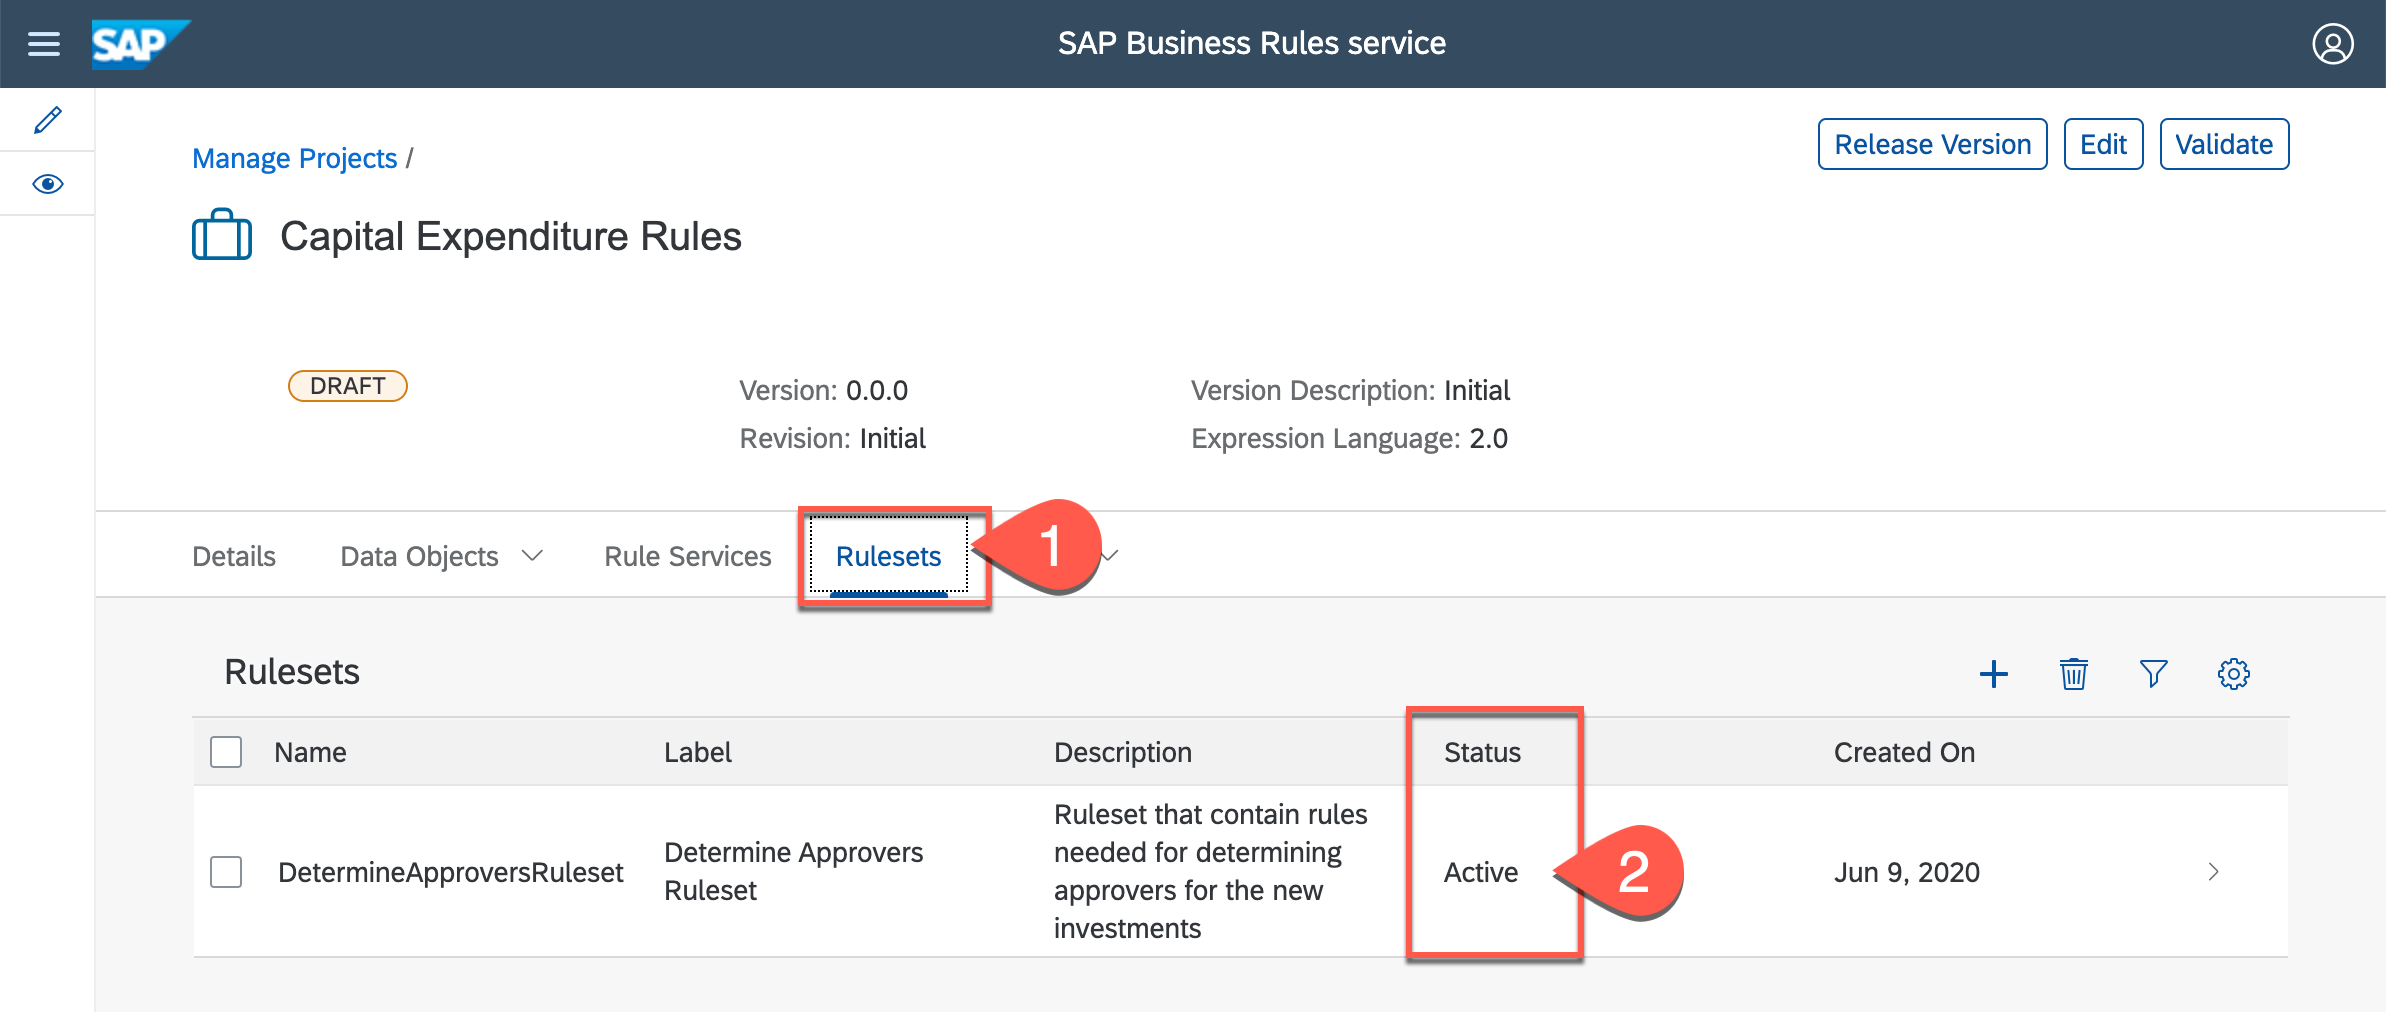 SAP
SAP Business Rules service
Manage Projects /
Release Version
Edit
Validate
Capital Expenditure Rules
DRAFT
Version: 0.0.0
Version Description: Initial
Revision: Initial
Expression Language: 2.0
Details
Data Objects
Rule Services
Rulesets
1
Rulesets
Name
Label
Description
Status
Created On
DetermineApproversRuleset
Determine Approvers
Ruleset
Ruleset that contain rules
needed for determining
approvers for the new
investments
Active
2
Jun 9, 2020